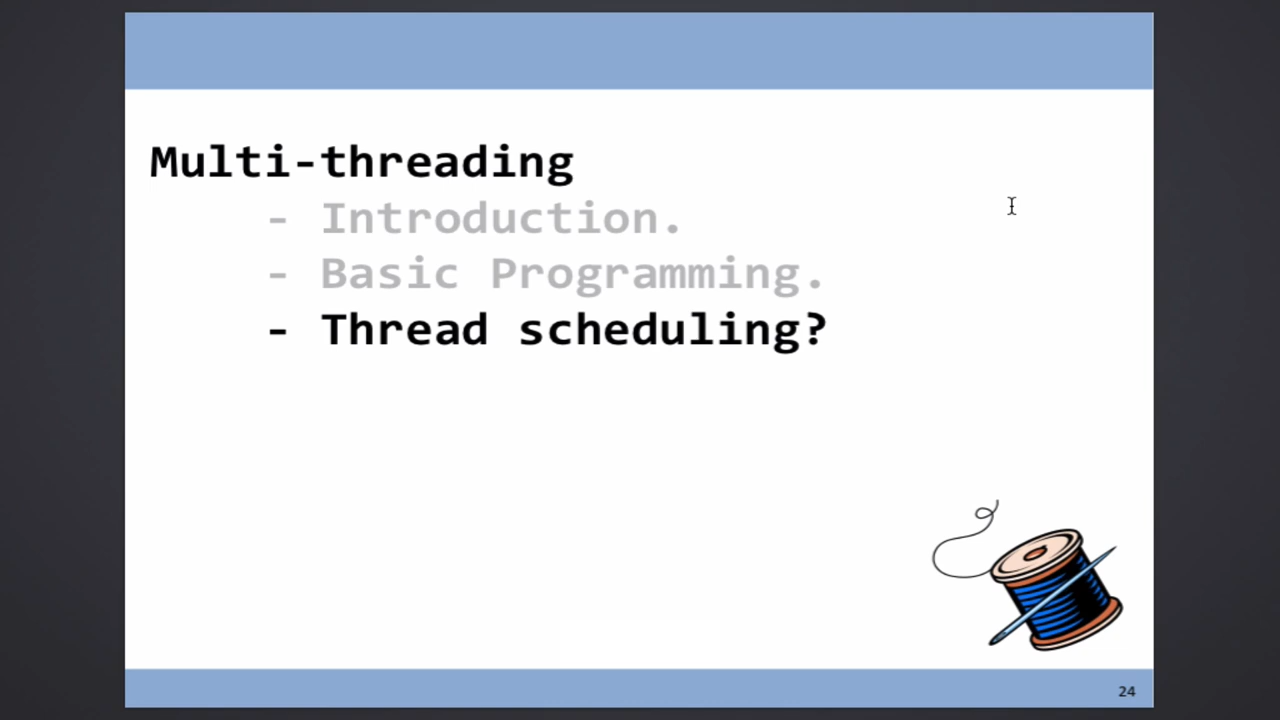 Multi-threading
- Introduction.
- Basic Programming.
- Thread scheduling?
24